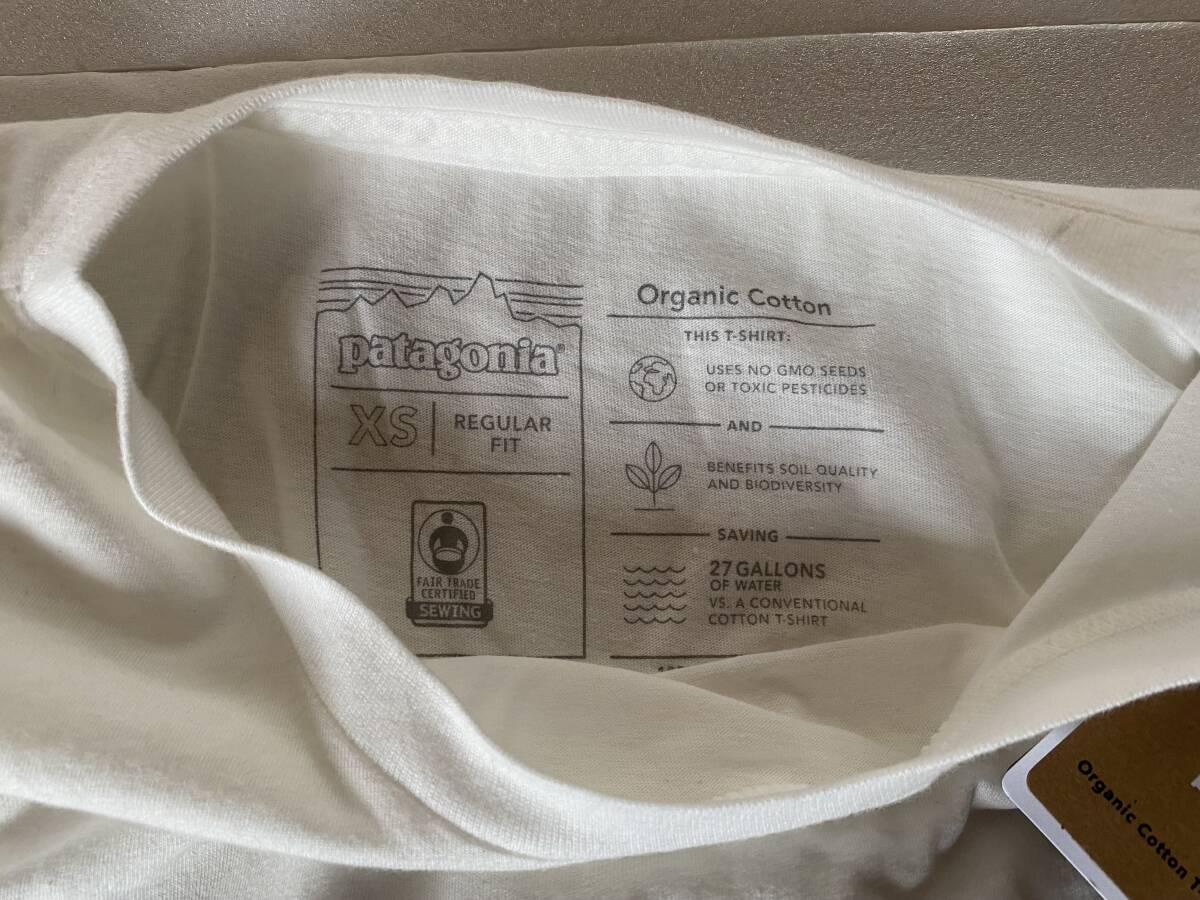 patagonia®
XS
REGULAR
FIT
FAIR TRADE
CERTIFIED
SEWING
Organic Cotton
THIS T-SHIRT:
USES NO GMO SEEDS
OR TOXIC PESTICIDES
AND
BENEFITS SOIL QUALITY
AND BIODIVERSITY
SAVING
27 GALLONS
OF WATER
VS. A CONVENTIONAL
COTTON T-SHIRT
Organic Cotton